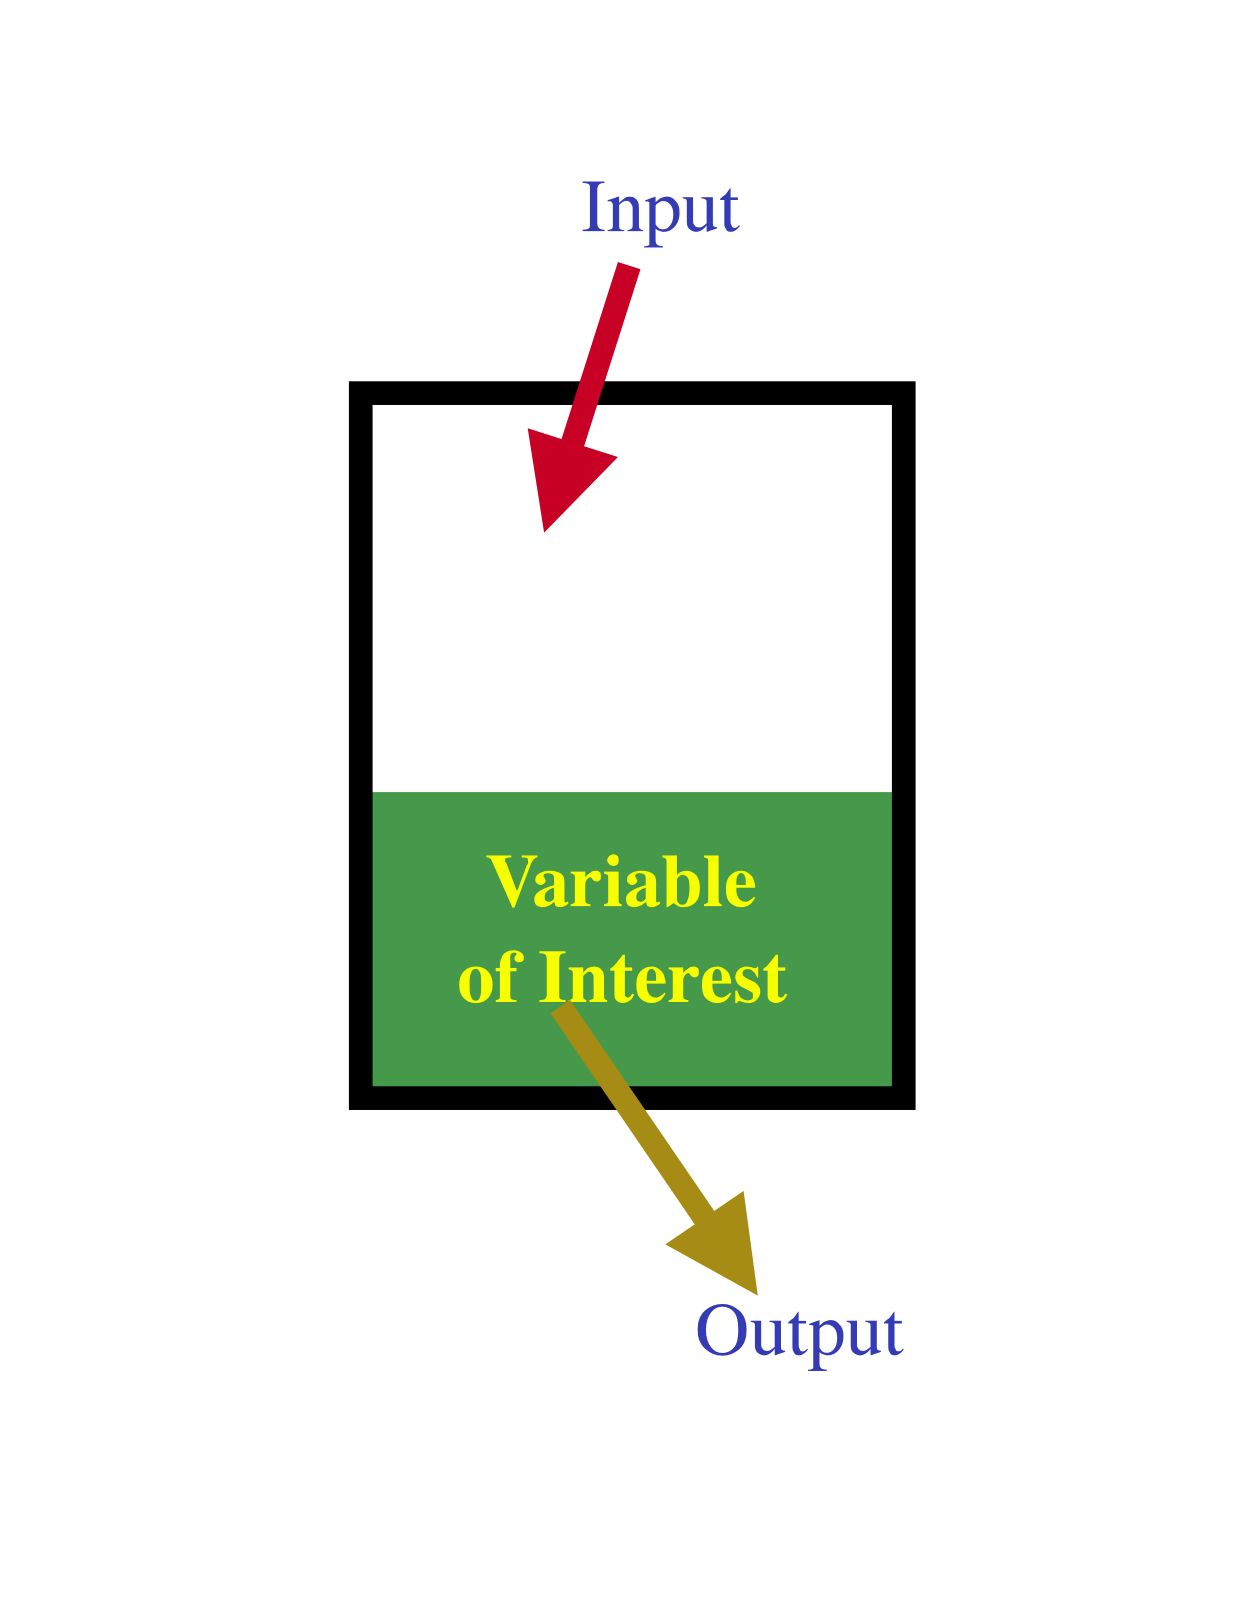 Input
Variable
of Interest
Output